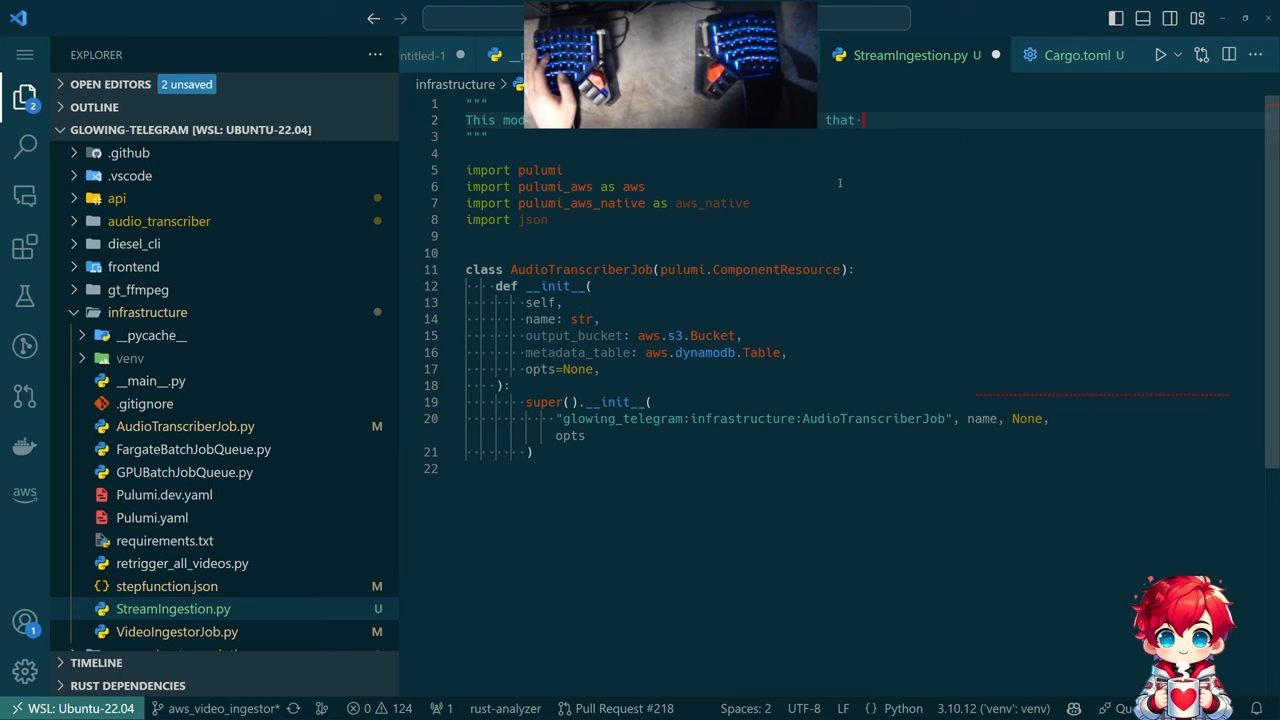 ntitled-1
StreamIngestion.py U
Cargo.toml U
EXPLORER
OPEN EDITORS 2 unsaved
OUTLINE
GLOWING-TELEGRAM [WSL: UBUNTU-22.04]
.github
.vscode
api
audio_transcriber
diesel_cli
frontend
gt_ffmpeg
infrastructure
__pycache__
venv
__main__.py
.gitignore
AudioTranscriberJob.py M
FargateBatchJobQueue.py
GPUBatchJobQueue.py
Pulumi.dev.yaml
Pulumi.yaml
requirements.txt
retrigger_all_videos.py
stepfunction.json M
StreamIngestion.py U
VideoIngestorJob.py M
TIMELINE
RUST DEPENDENCIES
2
aws
1
infrastructure >
1 """
2 This mod that
3 """
4
5 import pulumi
6 import pulumi_aws as aws
7 import pulumi_aws_native as aws_native
8 import json
9
10
11 class AudioTranscriberJob(pulumi.ComponentResource):
12 def __init__(
13 self,
14 name: str,
15 output_bucket: aws.s3.Bucket,
16 metadata_table: aws.dynamodb.Table,
17 opts=None,
18 ):
19 super().__init__(
20 "glowing_telegram:infrastructure:AudioTranscriberJob", name, None,
opts
21 )
22
WSL: Ubuntu-22.04 aws_video_ingestor* 0 124 1 rust-analyzer Pull Request #218 Spaces: 2 UTF-8 LF Python 3.10.12 ('venv': venv) Qu